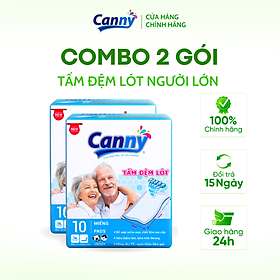 Canny
CỬA HÀNG
CHÍNH HÃNG
COMBO 2 GÓI
TẤM ĐỆM LÓT NGƯỜI LỚN
Canny
TẤM ĐỆM LÓT
10
MIẾNG
PADS
100%
Chính hãng
Đổi trả
15 Ngày
Giao hàng
24h